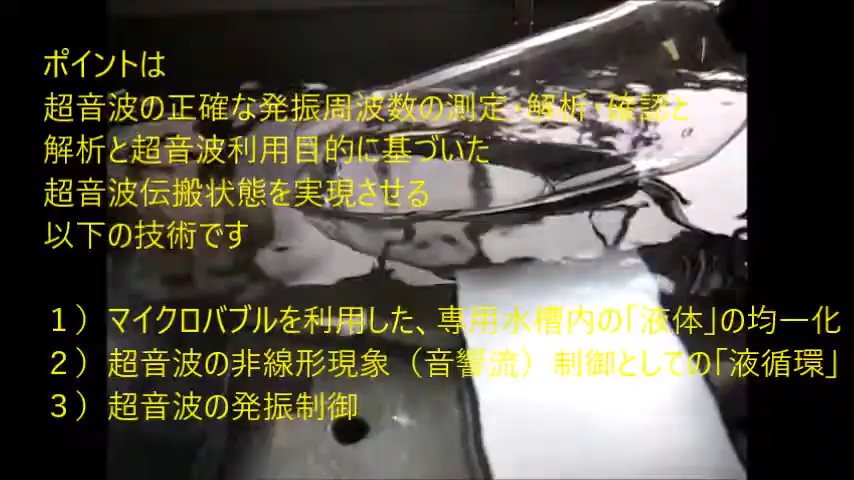 ポイントは
超音波の正確な発振周波数の測定・解析・確認と
解析と超音波利用目的に基づいた
超音波伝搬状態を実現させる
以下の技術です
１）マイクロバブルを利用した、専用水槽内の「液体」の均一化
２）超音波の非線形現象（音響流）制御としての「液循環」
３）超音波の発振制御